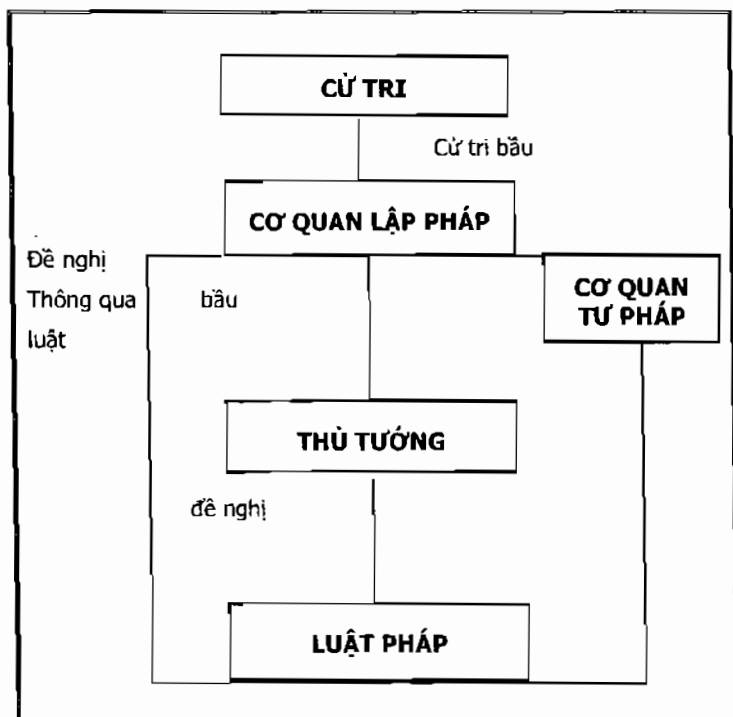 CỬ TRI
Cử tri bầu
CƠ QUAN LẬP PHÁP
Đề nghị
Thông qua
luật
bầu
CƠ QUAN
TƯ PHÁP
THỦ TƯỚNG
đề nghị
LUẬT PHÁP